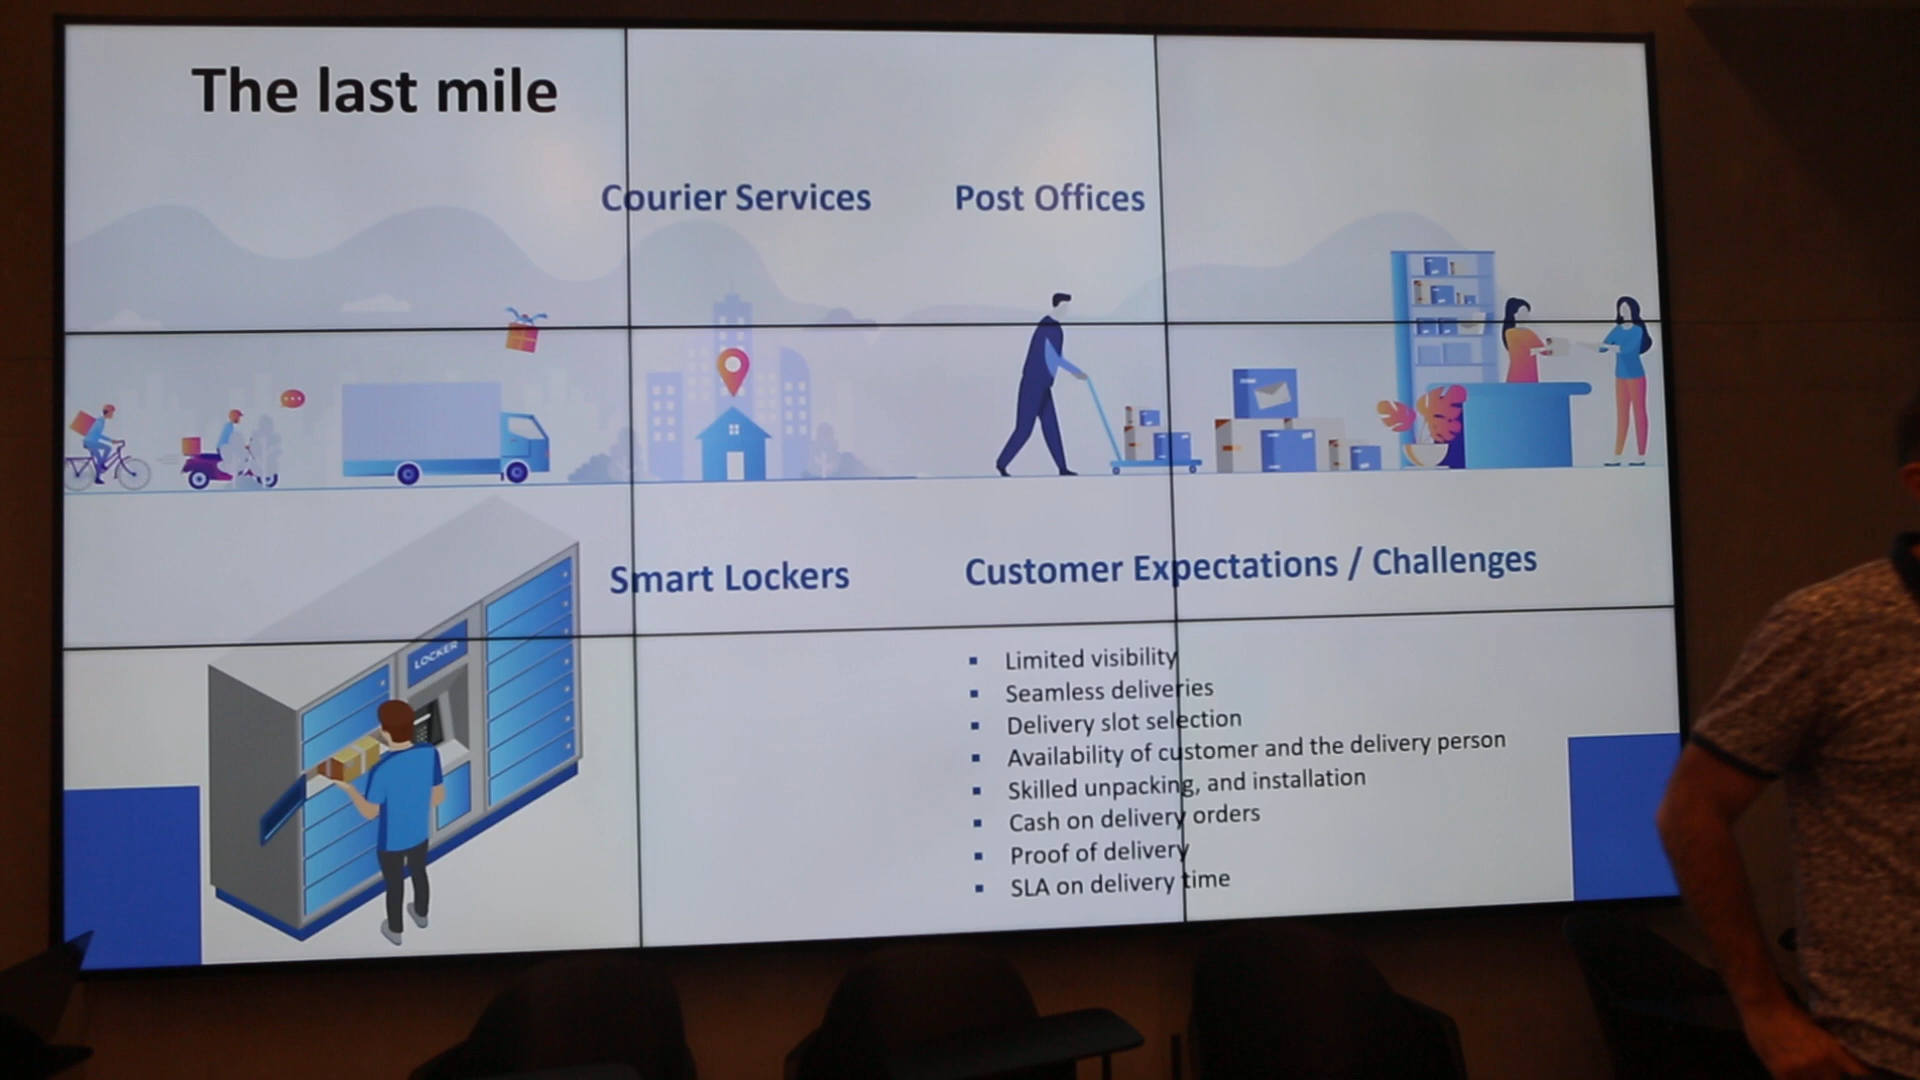 The last mile
Courier Services
Post Offices
Smart Lockers
LOCKER
Customer Expectations / Challenges
▪ Limited visibility
▪ Seamless deliveries
▪ Delivery slot selection
▪ Availability of customer and the delivery person
▪ Skilled unpacking, and installation
▪ Cash on delivery orders
▪ Proof of delivery
▪ SLA on delivery time